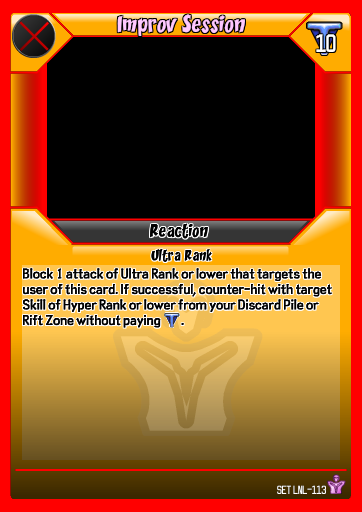 Improv Session
10
Reaction
Ultra Rank
Block 1 attack of Ultra Rank or lower that targets the
user of this card. If successful, counter-hit with target
Skill of Hyper Rank or lower from your Discard Pile or
Rift Zone without paying .
SET LNL-113